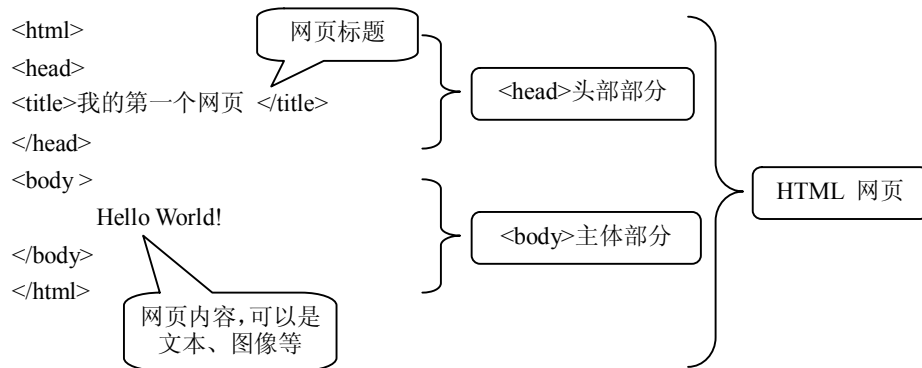 <html>
网页标题
<head>
<title>我的第一个网页 </title>
<head>头部部分
</head>
<body >
HTML 网页
Hello World!
<body>主体部分
</body>
</html>
网页内容,可以是
文本、图像等